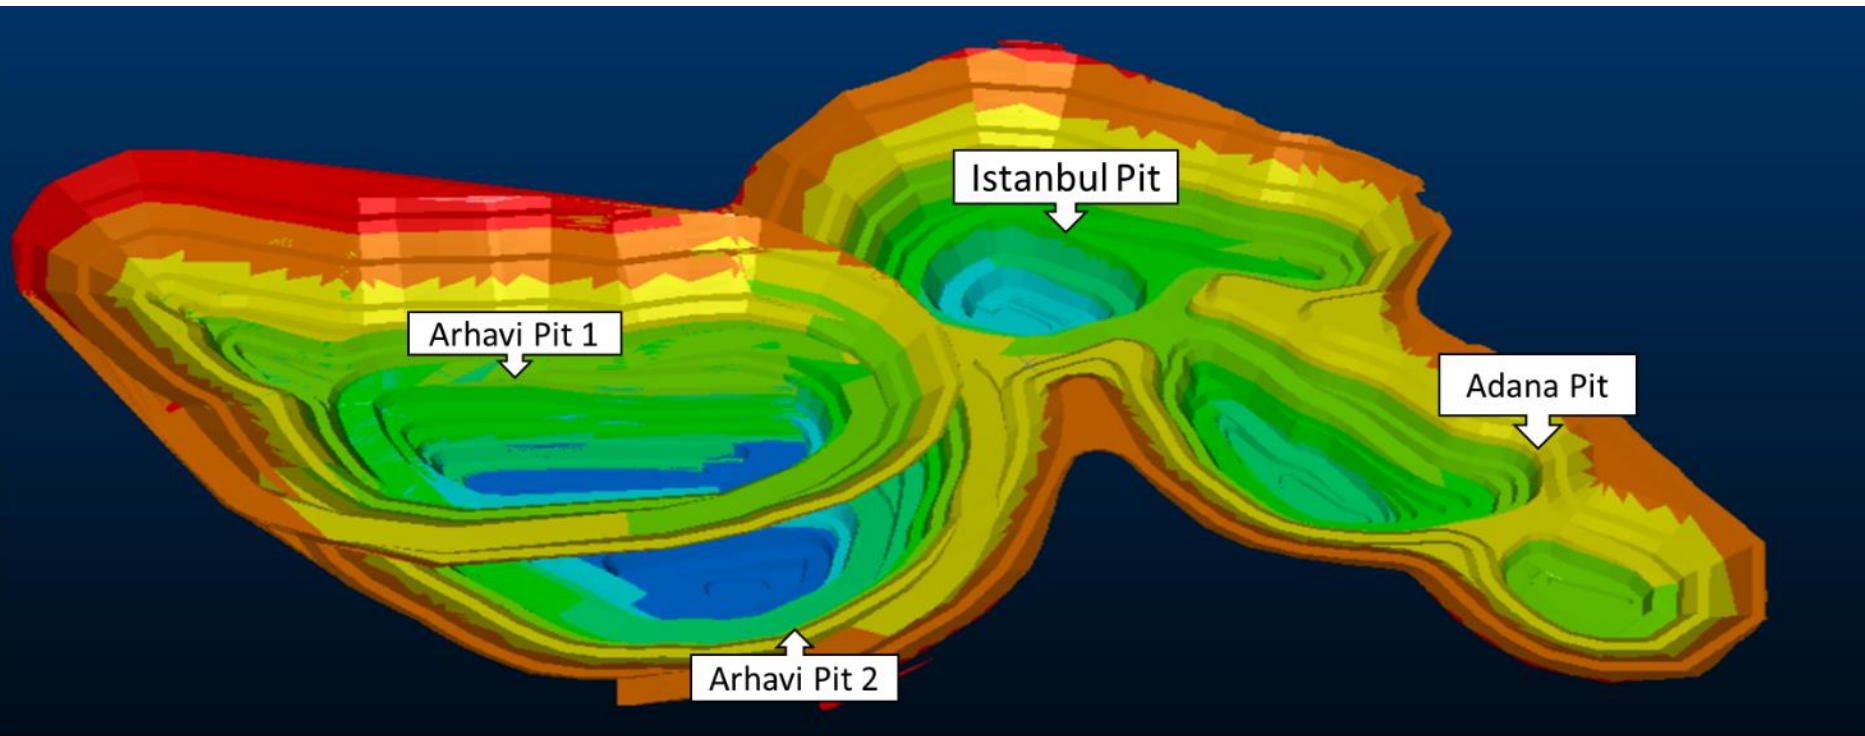 Istanbul Pit
Arhavi Pit 1
Adana Pit
Arhavi Pit 2